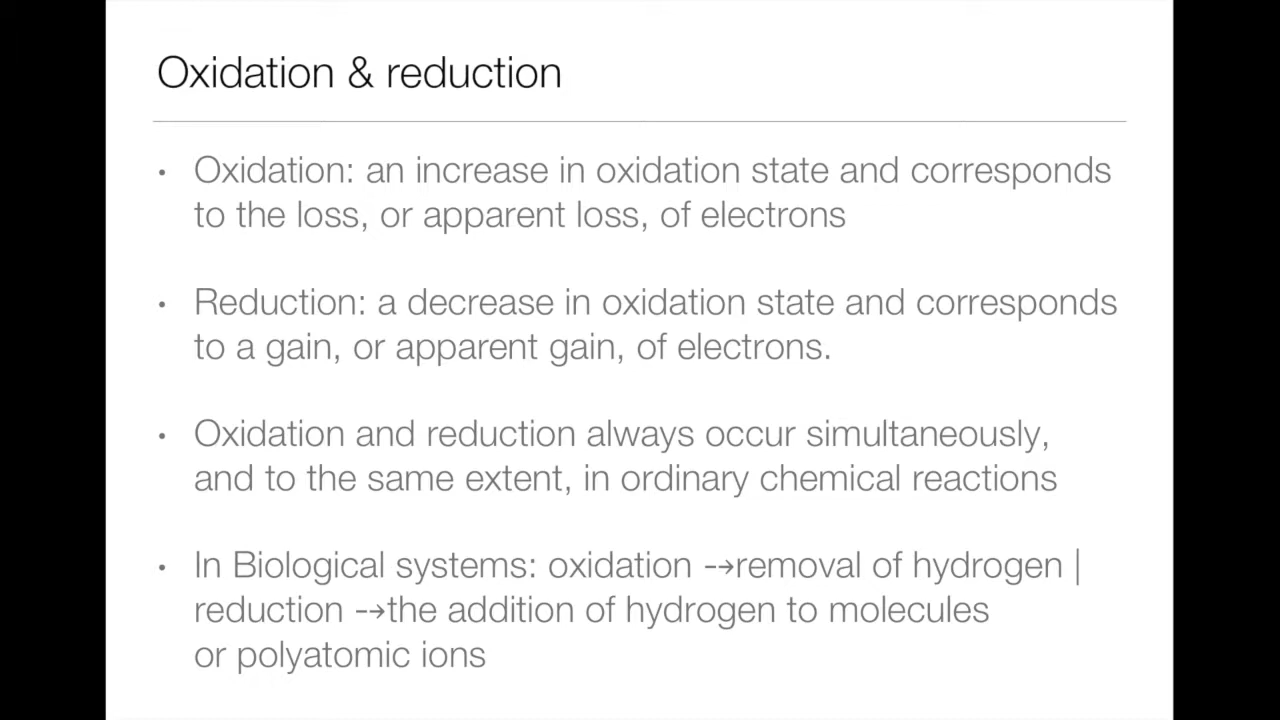 Oxidation & reduction
• Oxidation: an increase in oxidation state and corresponds
to the loss, or apparent loss, of electrons
• Reduction: a decrease in oxidation state and corresponds
to a gain, or apparent gain, of electrons.
• Oxidation and reduction always occur simultaneously,
and to the same extent, in ordinary chemical reactions
• In Biological systems: oxidation -→removal of hydrogen |
reduction -→the addition of hydrogen to molecules
or polyatomic ions